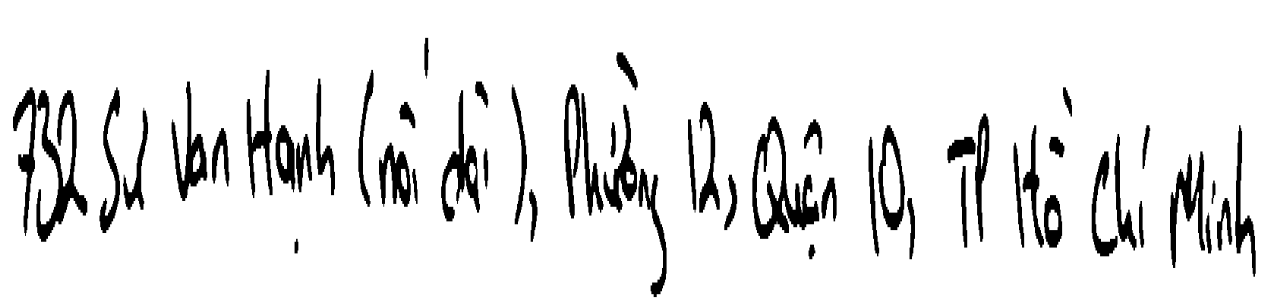 732 Sư Vạn Hạnh (nối dài), Phường 12, Quận 10, TP Hồ Chí Minh